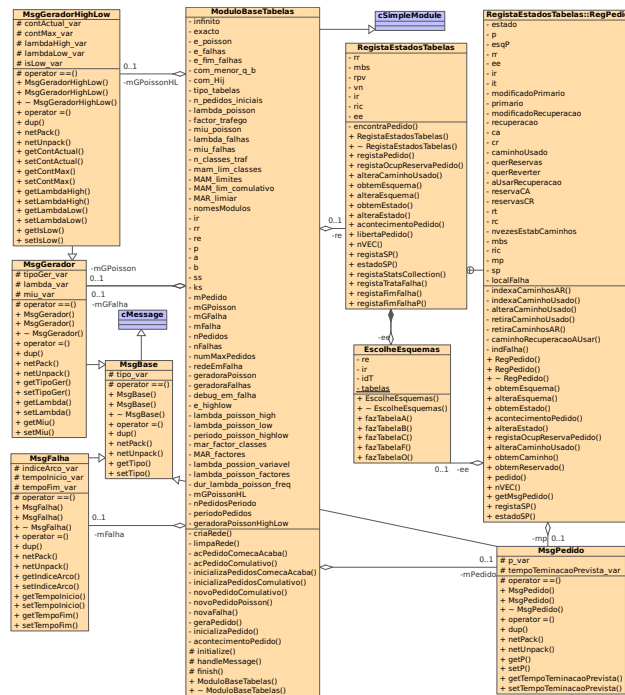 MsgGeradorHighLow
# contActual_var
# contMax_var
# lambdaHigh_var
# lambdaLow_var
# isLow_var
# operator ==()
+ MsgGeradorHighLow()
+ MsgGeradorHighLow()
+ ~ MsgGeradorHighLow()
+ operator =()
+ dup()
+ netPack()
+ netUnpack()
+ getContActual()
+ setContActual()
+ getContMax()
+ setContMax()
+ getLambdaHigh()
+ setLambdaHigh()
+ getLambdaLow()
+ setLambdaLow()
+ getIsLow()
+ setIsLow()
0..1
-mGPoissonHL
MsgGerador
# tipoGer_var
# lambda_var
# miu_var
# operator ==()
+ MsgGerador()
+ MsgGerador()
+ ~ MsgGerador()
+ operator =()
+ dup()
+ netPack()
+ netUnpack()
+ getTipoGer()
+ setTipoGer()
+ getLambda()
+ setLambda()
+ getMiu()
+ setMiu()
-mGPoisson
0..1
0..1
-mGFalha
cMessage
MsgBase
# tipo_var
# operator ==()
+ MsgBase()
+ MsgBase()
+ ~ MsgBase()
+ operator =()
+ dup()
+ netPack()
+ netUnpack()
+ getTipo()
+ setTipo()
MsgFalha
# indiceArco_var
# tempoInicio_var
# tempoFim_var
# operator ==()
+ MsgFalha()
+ MsgFalha()
+ ~ MsgFalha()
+ operator =()
+ dup()
+ netPack()
+ netUnpack()
+ getIndiceArco()
+ setIndiceArco()
+ getTempoInicio()
+ setTempoInicio()
+ getTempoFim()
+ setTempoFim()
0..1
-mFalha
ModuloBaseTabelas
- infinito
- exacto
- e_poisson
- e_falhas
- e_fim_falhas
- com_menor_q_b
- com_Hij
- tipo_tabelas
- n_pedidos_iniciais
- lambda_poisson
- factor_trafego
- miu_poisson
- lambda_falhas
- miu_falhas
- n_classes_traf
- mam_lim_classes
- MAM_limites
- MAM_lim_comulativo
- MAR_limiar
- nomesModulos
- ir
- rr
- re
- p
- a
- b
- ss
- ks
- mPedido
- mGPoisson
- mGFalha
- mFalha
- nPedidos
- nFalhas
- numMaxPedidos
- redeEmFalha
- geradoraPoisson
- geradoraFalhas
- debug_em_falha
- e_highlow
- lambda_poisson_high
- lambda_poisson_low
- periodo_poisson_highlow
- mar_factor_classes
- MAR_factores
- lambda_possion_variavel
- lambda_poisson_factores
- dur_lambda_poisson_freq
- mGPoissonHL
- nPedidosPeriodo
- periodoPedidos
- geradoraPoissonHighLow
- criaRede()
- limpaRede()
- acPedidoComecaAcaba()
- acPedidoComulativo()
- inicializaPedidosComecaAcaba()
- inicializaPedidosComulativo()
- novoPedidoComulativo()
- novoPedidoPoisson()
- novaFalha()
- geraPedido()
- inicializaPedido()
- acontecimentoPedido()
# initialize()
# handleMessage()
# finish()
+ ModuloBaseTabelas()
+ ~ ModuloBaseTabelas()
cSimpleModule
RegistaEstadosTabelas
- rr
- mbs
- rpv
- vn
- ir
- ric
- ee
- encontraPedido()
+ RegistaEstadosTabelas()
+ ~ RegistaEstadosTabelas()
+ registaPedido()
+ registaOcupReservaPedido()
+ alteraCaminhoUsado()
+ obtemEsquema()
+ alteraEsquema()
+ obtemEstado()
+ alteraEstado()
+ acontecimentoPedido()
+ libertaPedido()
+ nVEC()
+ registaSP()
+ estadoSP()
+ registaStatsCollection()
+ registaTrataFalha()
+ registaFimFalha()
+ registaFimFalhaP()
0..1
-re
-ee
EscolheEsquemas
- re
- ir
- idT
- tabelas
+ EscolheEsquemas()
+ ~ EscolheEsquemas()
+ fazTabelaA()
+ fazTabelaB()
+ fazTabelaC()
+ fazTabelaF()
+ fazTabelaO()
0..1
-ee
RegistaEstadosTabelas::RegPedi
- estado
- p
- esqP
- rr
- ee
- ir
- it
- modificadoPrimario
- primario
- modificadoRecuperacao
- recuperacao
- ca
- cr
- caminhoUsado
- querReservas
- querReverter
- aUsarRecuperacao
- reservaCA
- reservasCR
- rt
- rc
- nvezesEstabCaminhos
- mbs
- ric
- mp
- sp
- localFalha
- indexaCaminhosAR()
- indexaCaminhoUsado()
- alteraCaminhoUsado()
- retiraCaminhoUsado()
- retiraCaminhosAR()
- caminhoRecuperacaoAUsar()
- indFalha()
+ RegPedido()
+ RegPedido()
+ ~ RegPedido()
+ obtemEsquema()
+ alteraEsquema()
+ obtemEstado()
+ acontecimentoPedido()
+ alteraEstado()
+ registaOcupReservaPedido()
+ alteraCaminhoUsado()
+ obtemCaminho()
+ obtemReservado()
+ pedido()
+ nVEC()
+ getMsgPedido()
+ registaSP()
+ estadoSP()
-mp
0..1
0..1
-mPedido
MsgPedido
# p_var
# tempoTeminacaoPrevista_var
# operator ==()
+ MsgPedido()
+ MsgPedido()
+ ~ MsgPedido()
+ operator =()
+ dup()
+ netPack()
+ netUnpack()
+ getP()
+ setP()
+ getTempoTeminacaoPrevista()
+ setTempoTeminacaoPrevista()